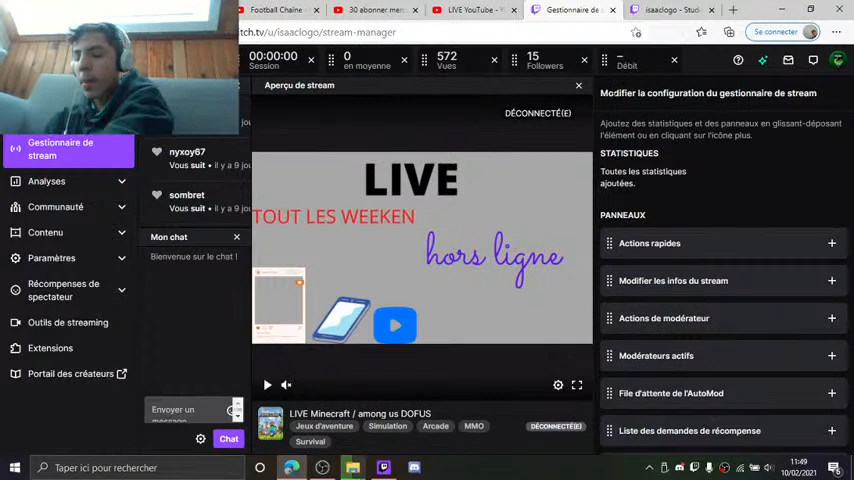 Football Chaîne
30 abonner me
LIVE YouTube - Y
Gestionnaire de
isaaclogo - Stud
itch.tv/u/isaaclogo/stream-manager
Se connecter
00:00:00
Session
0
en moyenne
572
Vues
15
Followers
–
Débit
Gestionnaire de
stream
Analyses
Communauté
Contenu
Paramètres
Récompenses de
spectateur
Outils de streaming
Extensions
Portail des créateurs
nyxoy67
Vous suit • il y a 9 jou
sombret
Vous suit • il y a 9 jou
Mon chat
Bienvenue sur le chat !
Envoyer un
message
Chat
Aperçu de stream
DÉCONNECTÉ(E)
LIVE
TOUT LES WEEKEN
hors ligne
LIVE Minecraft / among us DOFUS
Jeux d'aventure
Simulation
Arcade
MMO
DÉCONNECTÉ(E)
Survival
Modifier la configuration du gestionnaire de stream
Ajoutez des statistiques et des panneaux en glissant-déposant
l'élément ou en cliquant sur l'icône plus.
STATISTIQUES
Toutes les statistiques
ajoutées.
PANNEAUX
Actions rapides
Modifier les infos du stream
Actions de modérateur
Modérateurs actifs
File d'attente de l'AutoMod
Liste des demandes de récompense
Taper ici pour rechercher
11:49
10/02/2021